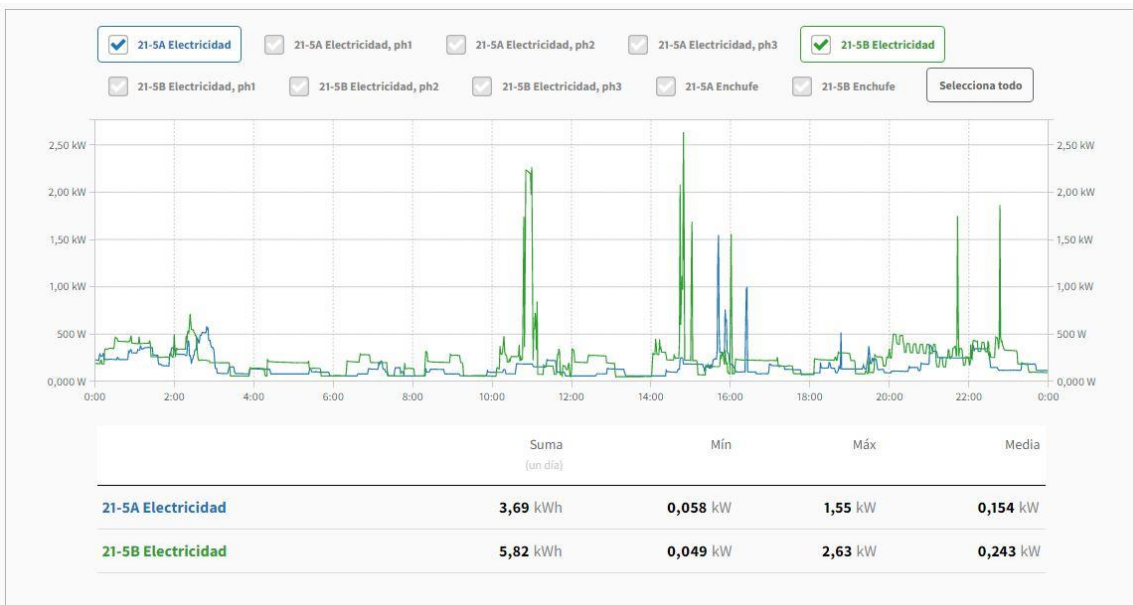 21-5A Electricidad 21-5A Electricidad, ph1 21-5A Electricidad, ph2 21-5A Electricidad, ph3 21-5B Electricidad
21-5B Electricidad, ph1 21-5B Electricidad, ph2 21-5B Electricidad, ph3 21-5A Enchufe 21-5B Enchufe Selecciona todo
2,50 kW 2,50 kW
2,00 kW 2,00 kW
1,50 kW 1,50 kW
1,00 kW 1,00 kW
500 W 500 W
0,000 W 0,000 W
0:00 2:00 4:00 6:00 8:00 10:00 12:00 14:00 16:00 18:00 20:00 22:00 0:00
Suma Mín Máx Media
(un día)
21-5A Electricidad 3,69 kWh 0,058 kW 1,55 kW 0,154 kW
21-5B Electricidad 5,82 kWh 0,049 kW 2,63 kW 0,243 kW